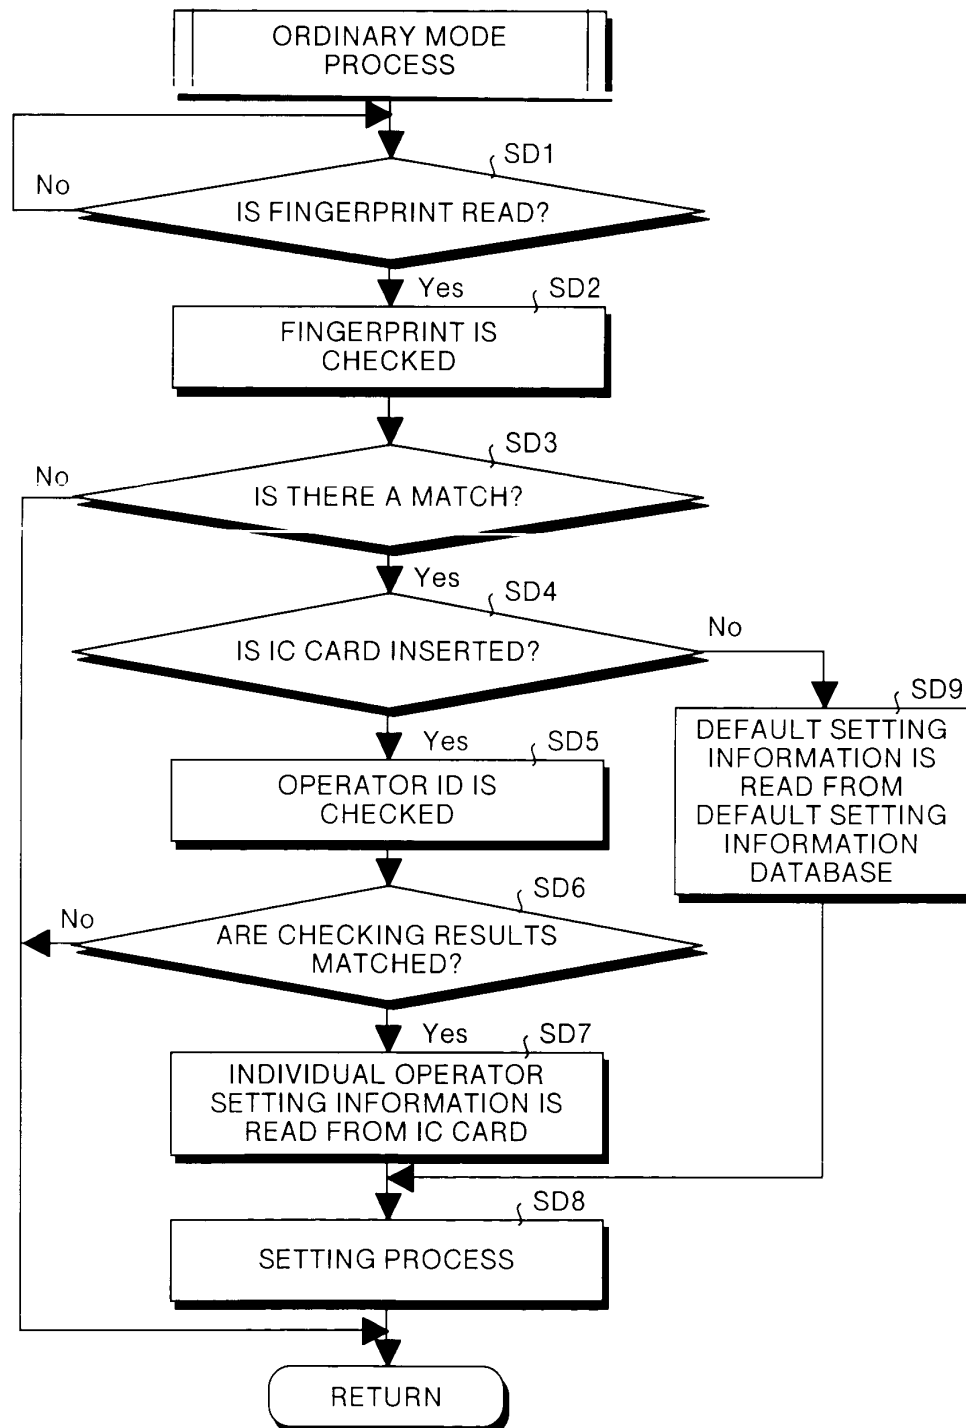 ORDINARY MODE
PROCESS
SD1
No
IS FINGERPRINT READ?
Yes
SD2
FINGERPRINT IS
CHECKED
SD3
No
IS THERE A MATCH?
Yes
SD4
No
IS IC CARD INSERTED?
SD9
DEFAULT SETTING
INFORMATION IS
READ FROM
DEFAULT SETTING
INFORMATION
DATABASE
Yes
SD5
OPERATOR ID IS
CHECKED
SD6
No
ARE CHECKING RESULTS
MATCHED?
Yes
SD7
INDIVIDUAL OPERATOR
SETTING INFORMATION IS
READ FROM IC CARD
SD8
SETTING PROCESS
RETURN